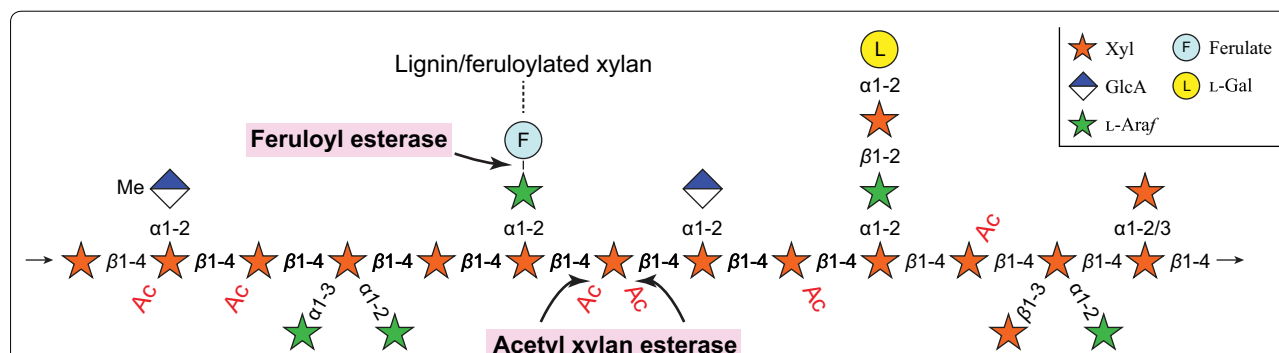 Lignin/feruloylated xylan
L
Xyl
F Ferulate
GlcA
L L-Gal
L-Araf
α1-2
Feruloyl esterase
F
β1-2
Me
α1-2
α1-2
α1-2
α1-2
α1-2/3
Ac
β1-4 β1-4 β1-4 β1-4 β1-4 β1-4 β1-4 β1-4 β1-4 β1-4 β1-4 β1-4 β1-4
Ac
Ac
α1-3
α1-2
Ac
Ac
Ac
β1-3
α1-2
Acetyl xylan esterase